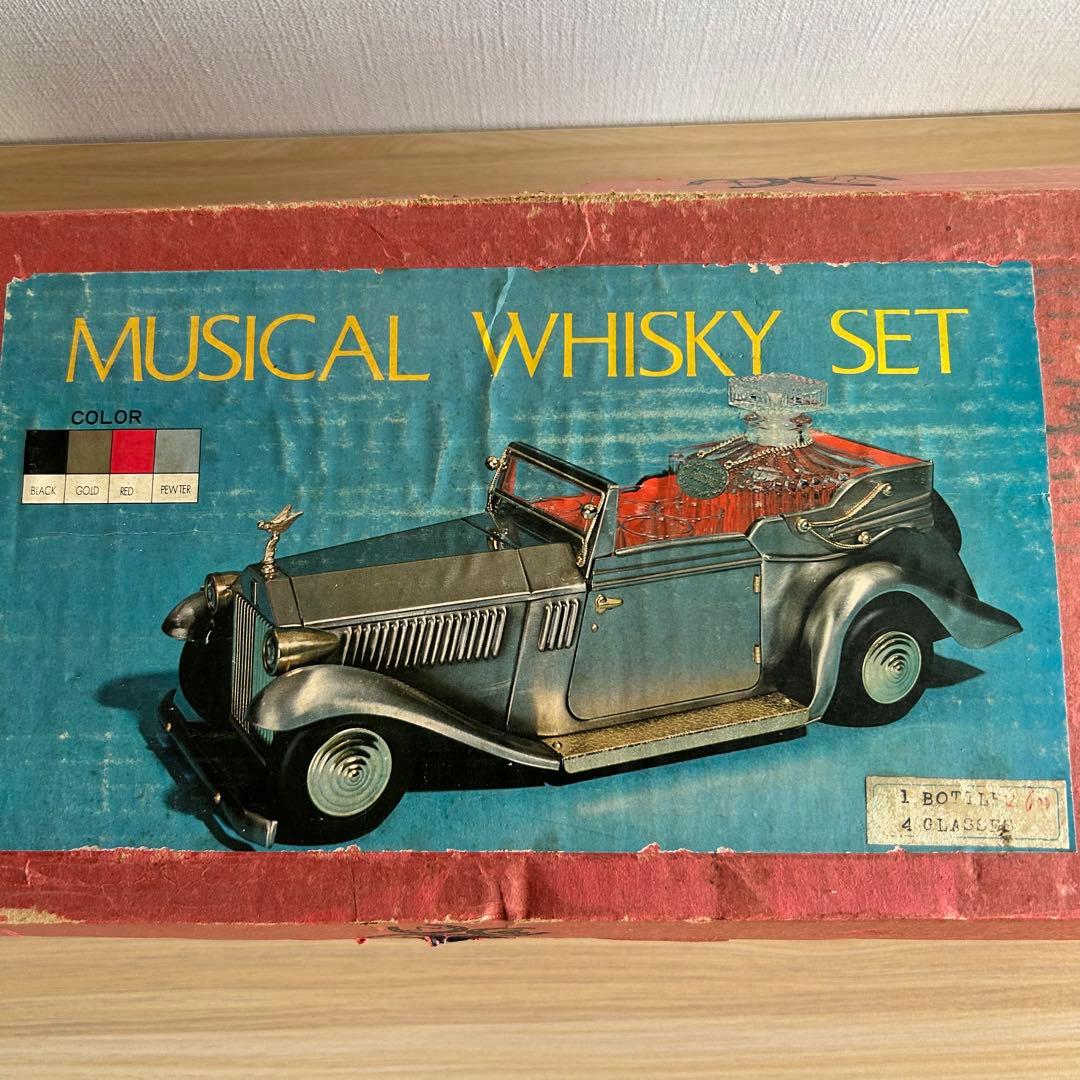 MUSICAL WHISKY SET
COLOR
BLACK GOLD RED PEWTER
1 BOTTLE
4 GLASSES